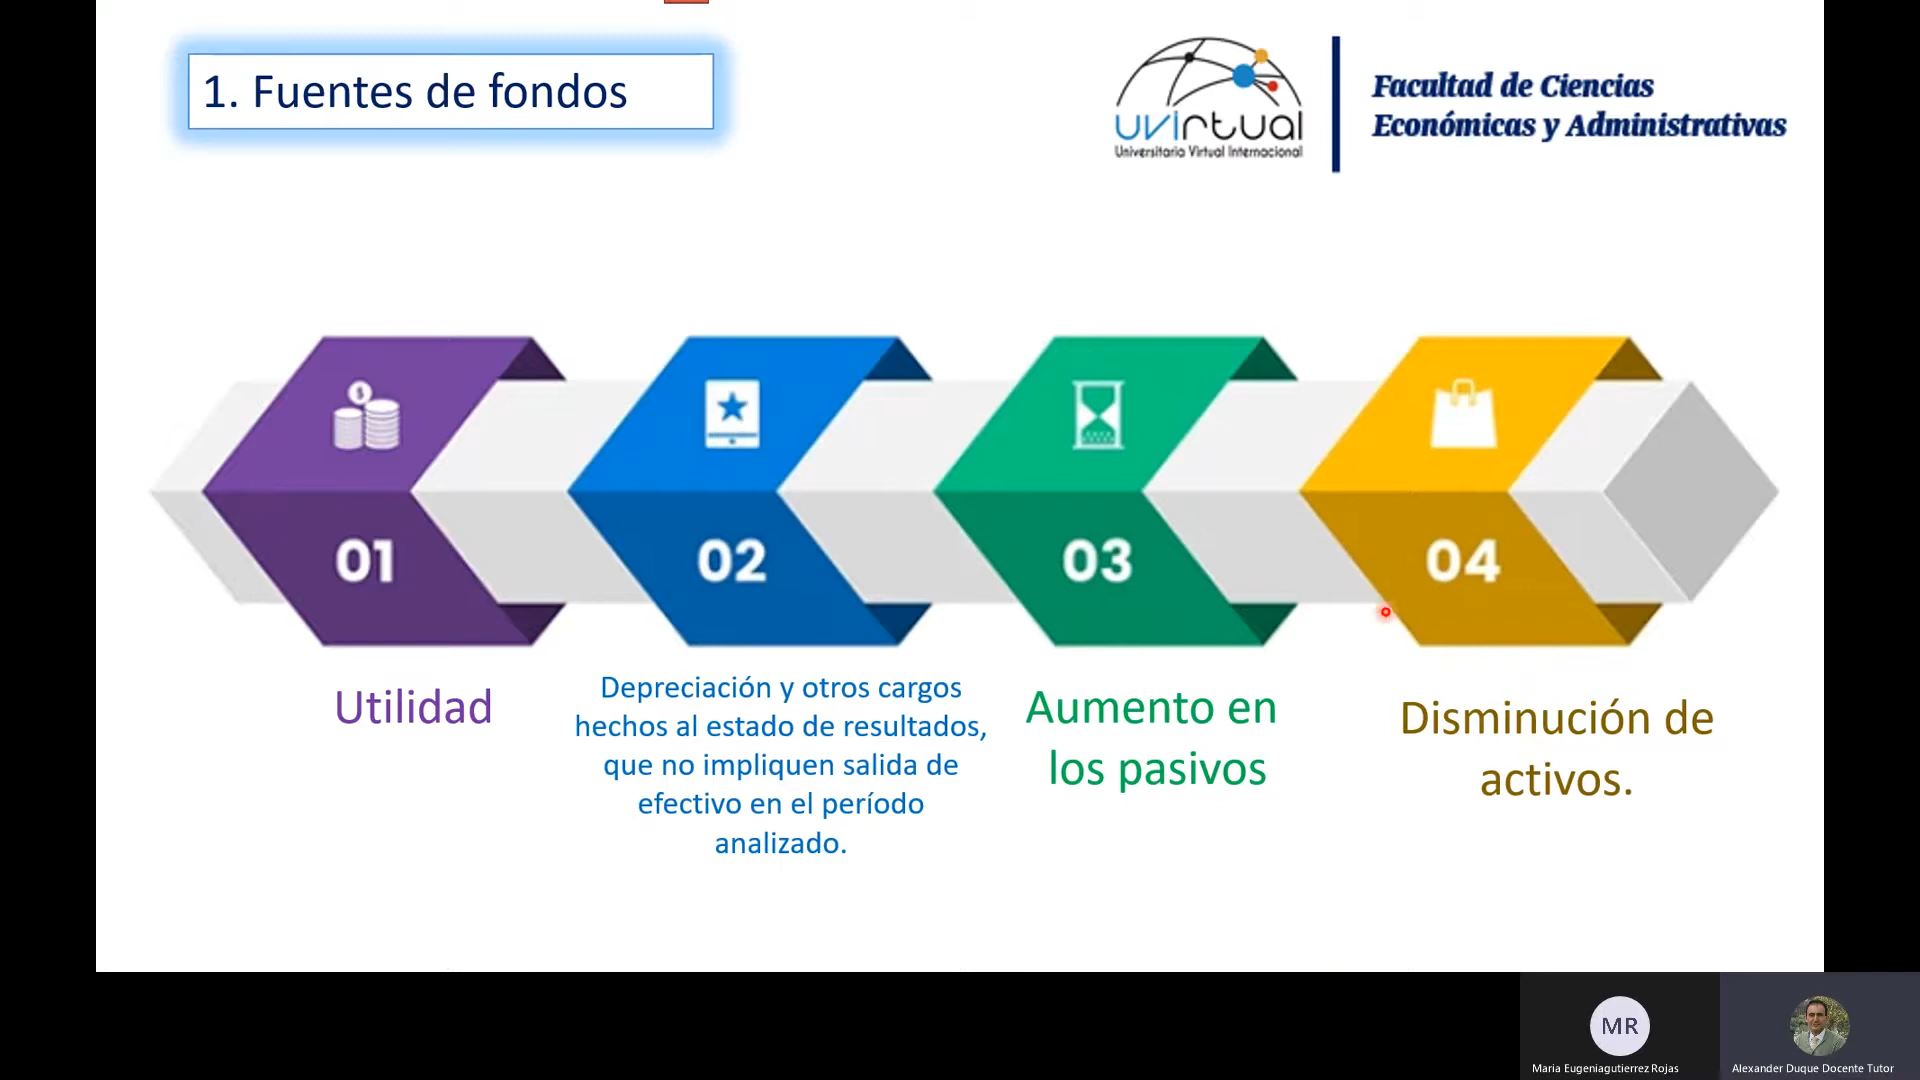 1. Fuentes de fondos
uvirtual
Universitaria Virtual Internacional
Facultad de Ciencias
Económicas y Administrativas
$
01
02
03
04
Utilidad
Depreciación y otros cargos
hechos al estado de resultados,
que no impliquen salida de
efectivo en el período
analizado.
Aumento en
los pasivos
Disminución de
activos.
MR
Maria Eugeniagutierrez Rojas
Alexander Duque Docente Tutor